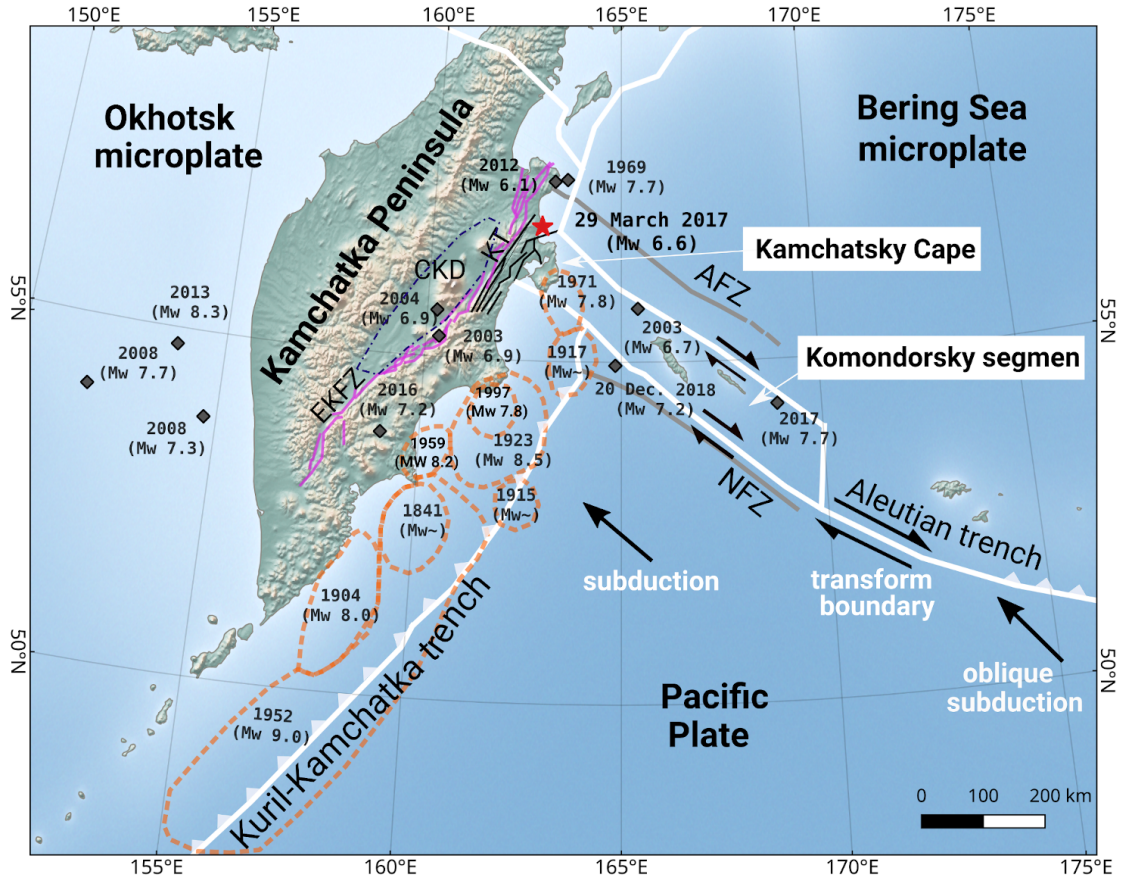 150°E
155°E
160°E
165°E
170°E
175°E
Okhotsk
microplate
Kamchatka Peninsula
Bering Sea
microplate
2012
(Mw 6.1)
1969
(Mw 7.7)
29 March 2017
(Mw 6.6)
Kamchatsky Cape
KT
CKD
AFZ
55°N
55°N
2013
(Mw 8.3)
2008
(Mw 7.7)
2008
(Mw 7.3)
2004
(Mw 6.9)
1971
(Mw 7.8)
2003
(Mw 6.9)
2003
(Mw 6.7)
1917
(Mw~)
Komondorsky segmen
EKFZ
2016
(Mw 7.2)
1997
(Mw 7.8)
20 Dec. 2018
(Mw 7.2)
2017
(Mw 7.7)
1959
(MW 8.2)
1923
(Mw 8.5)
NFZ
1915
(Mw~)
1841
(Mw~)
Aleutian trench
subduction
transform
boundary
1904
(Mw 8.0)
50°N
50°N
Kuril-Kamchatka trench
oblique
subduction
Pacific
Plate
1952
(Mw 9.0)
0 100 200 km
155°E
160°E
165°E
170°E
175°E